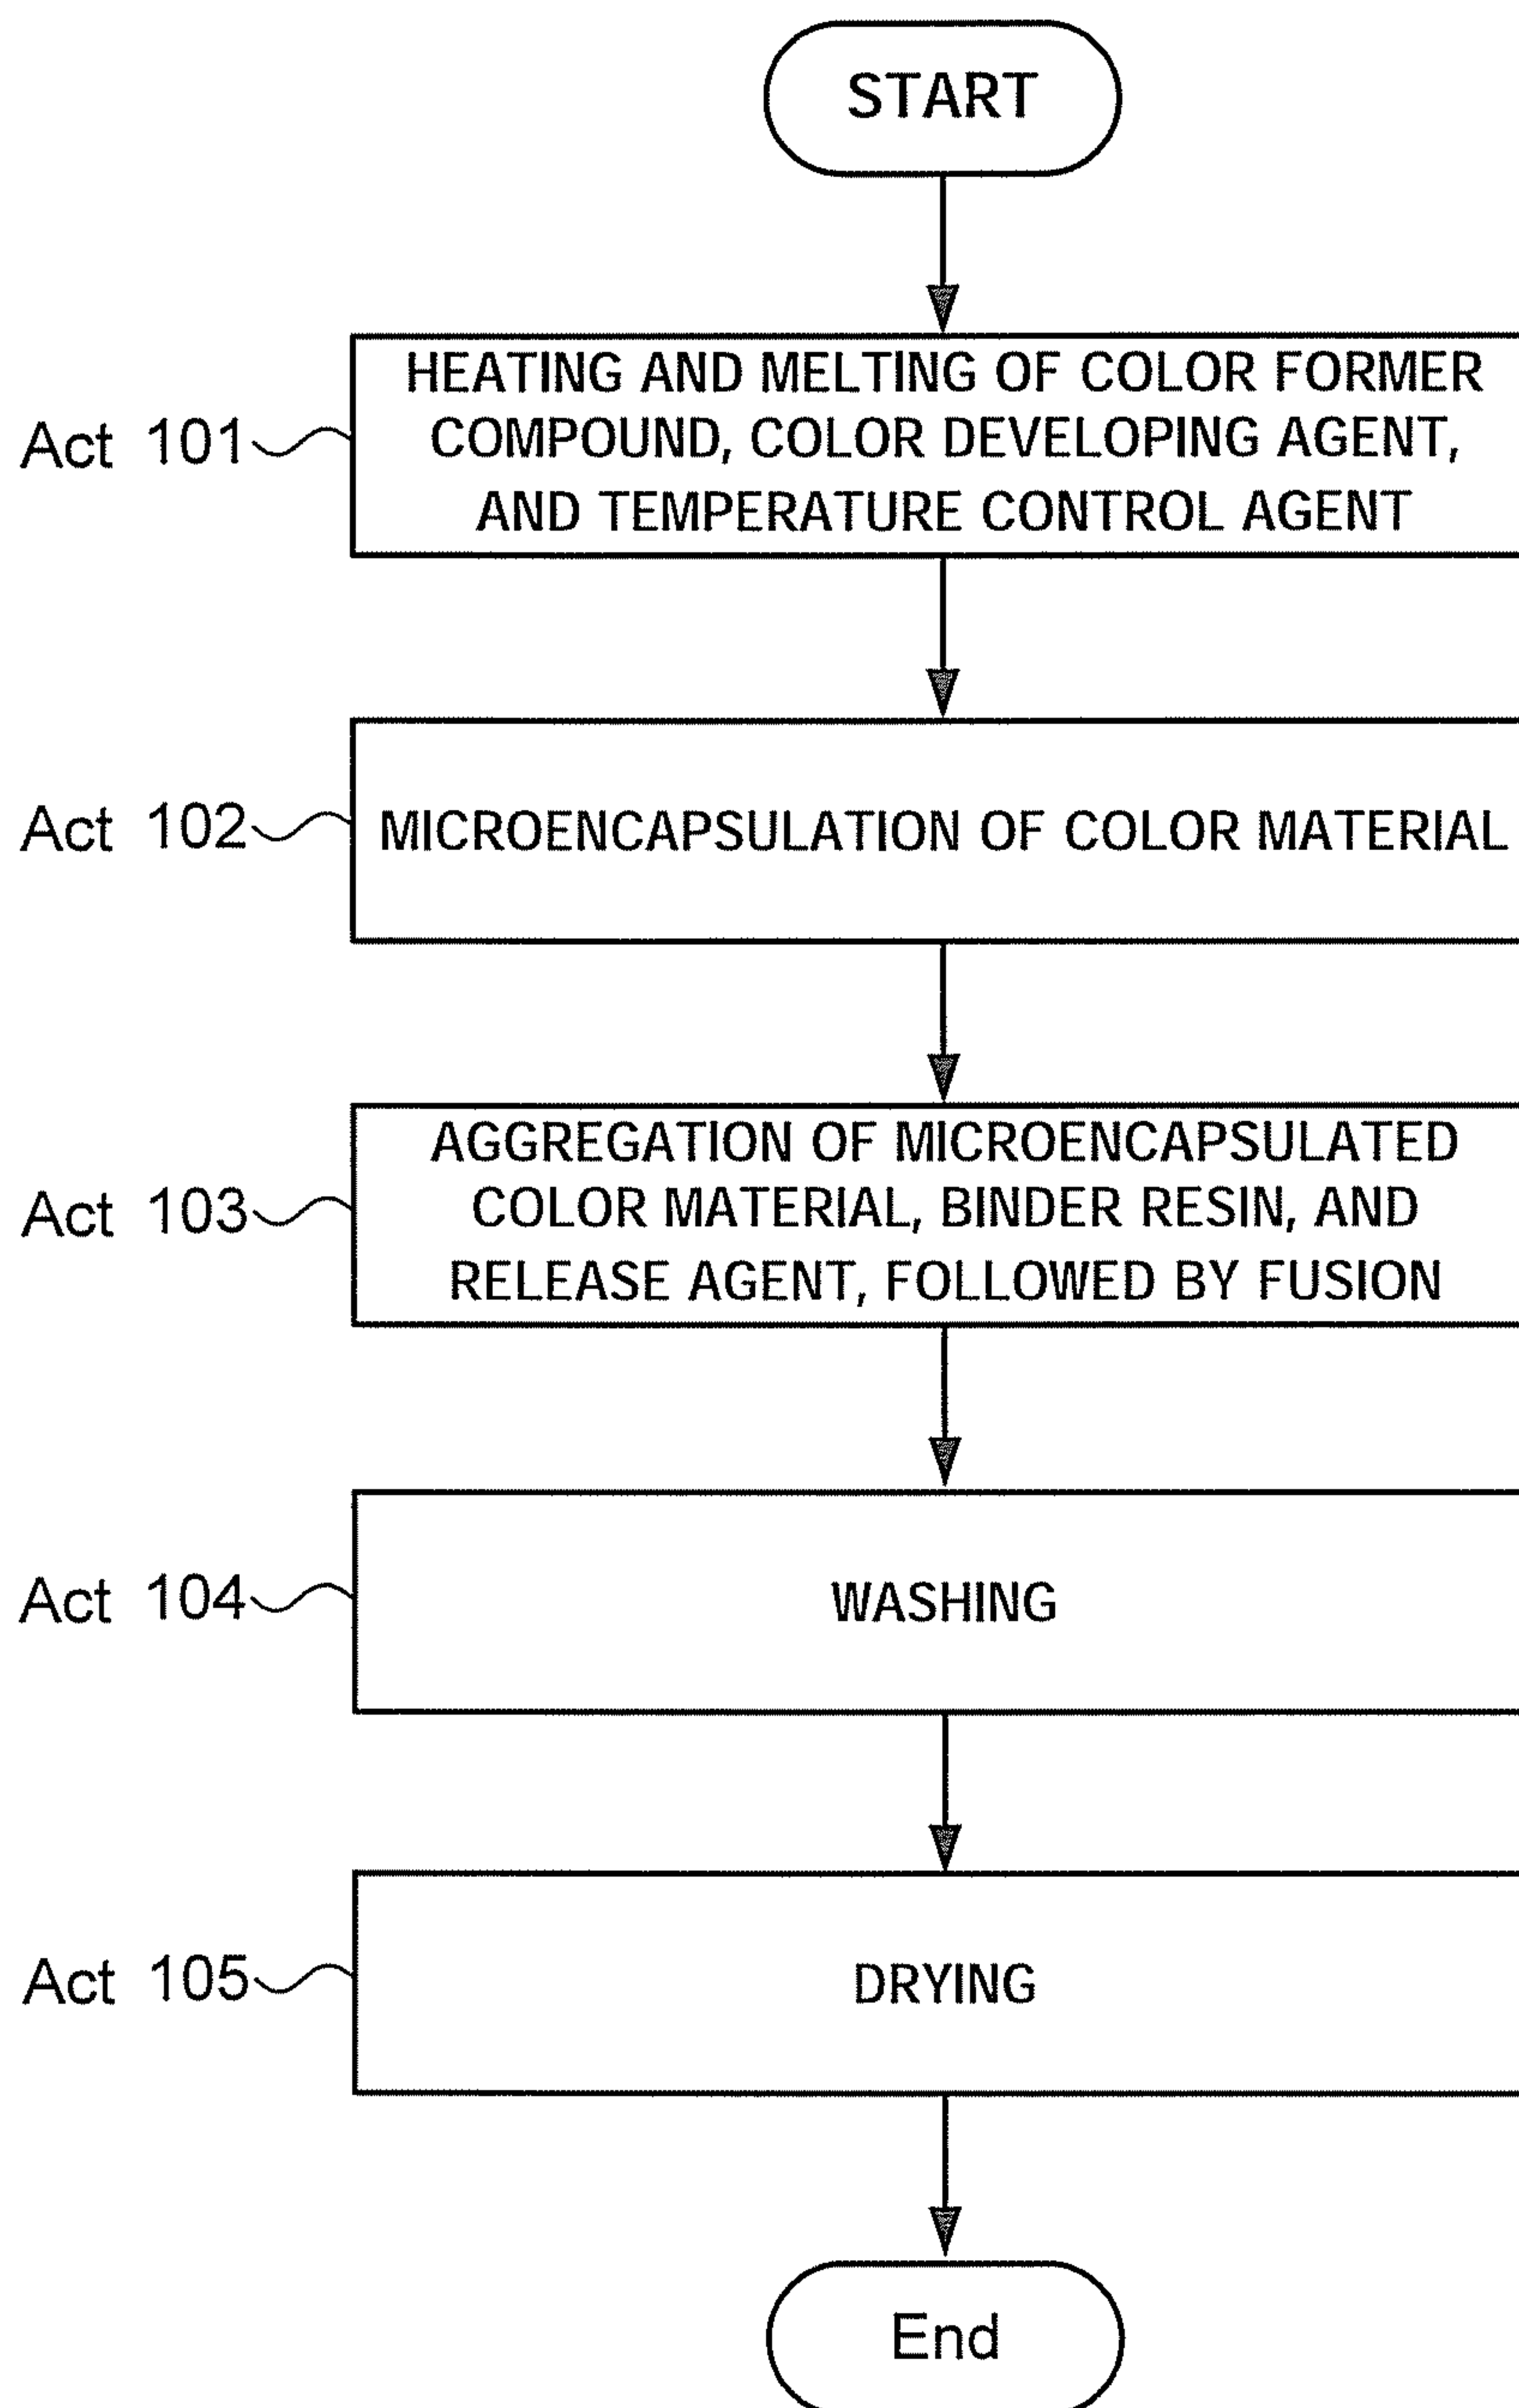 START
Act 101
HEATING AND MELTING OF COLOR FORMER
COMPOUND, COLOR DEVELOPING AGENT,
AND TEMPERATURE CONTROL AGENT
Act 102
MICROENCAPSULATION OF COLOR MATERIAL
Act 103
AGGREGATION OF MICROENCAPSULATED
COLOR MATERIAL, BINDER RESIN, AND
RELEASE AGENT, FOLLOWED BY FUSION
Act 104
WASHING
Act 105
DRYING
End